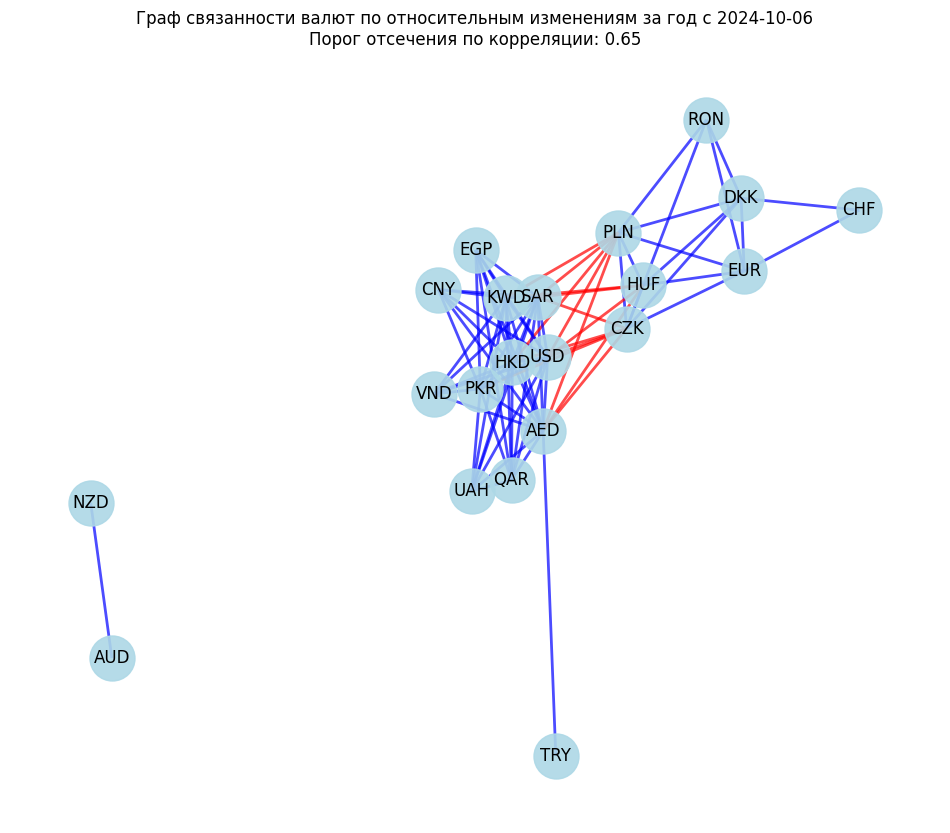 Граф связанности валют по относительным изменениям за год с 2024-10-06
Порог отсечения по корреляции: 0.65
RON
DKK
CHF
PLN
EGP
EUR
HUF
CNY
KWD
SAR
CZK
USD
HKD
PKR
VND
AED
QAR
UAH
NZD
AUD
TRY